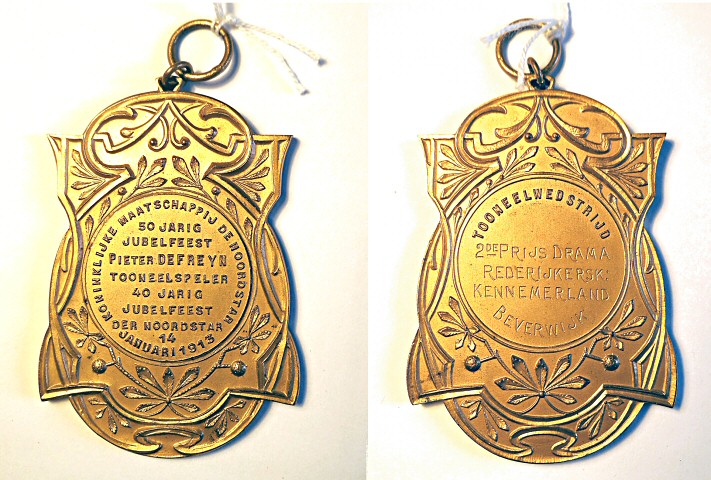 KONINKLIJKE MAATSCHAPPIJ DE NOORDSTAR
50 JARIG
JUBELFEEST
PIETER DEFREYN
TOONEELSPELER
40 JARIG
JUBELFEEST
DER NOORDSTAR
14
JANUARI 1913
TOONEELWEDSTRIJD
2DE PRIJS DRAMA
REDERIJKERSK:
KENNEMERLAND
BEVERWIJK